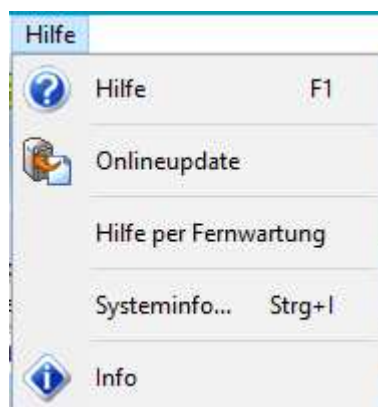 Hilfe
Hilfe F1
Onlineupdate
Hilfe per Fernwartung
Systeminfo... Strg+I
Info